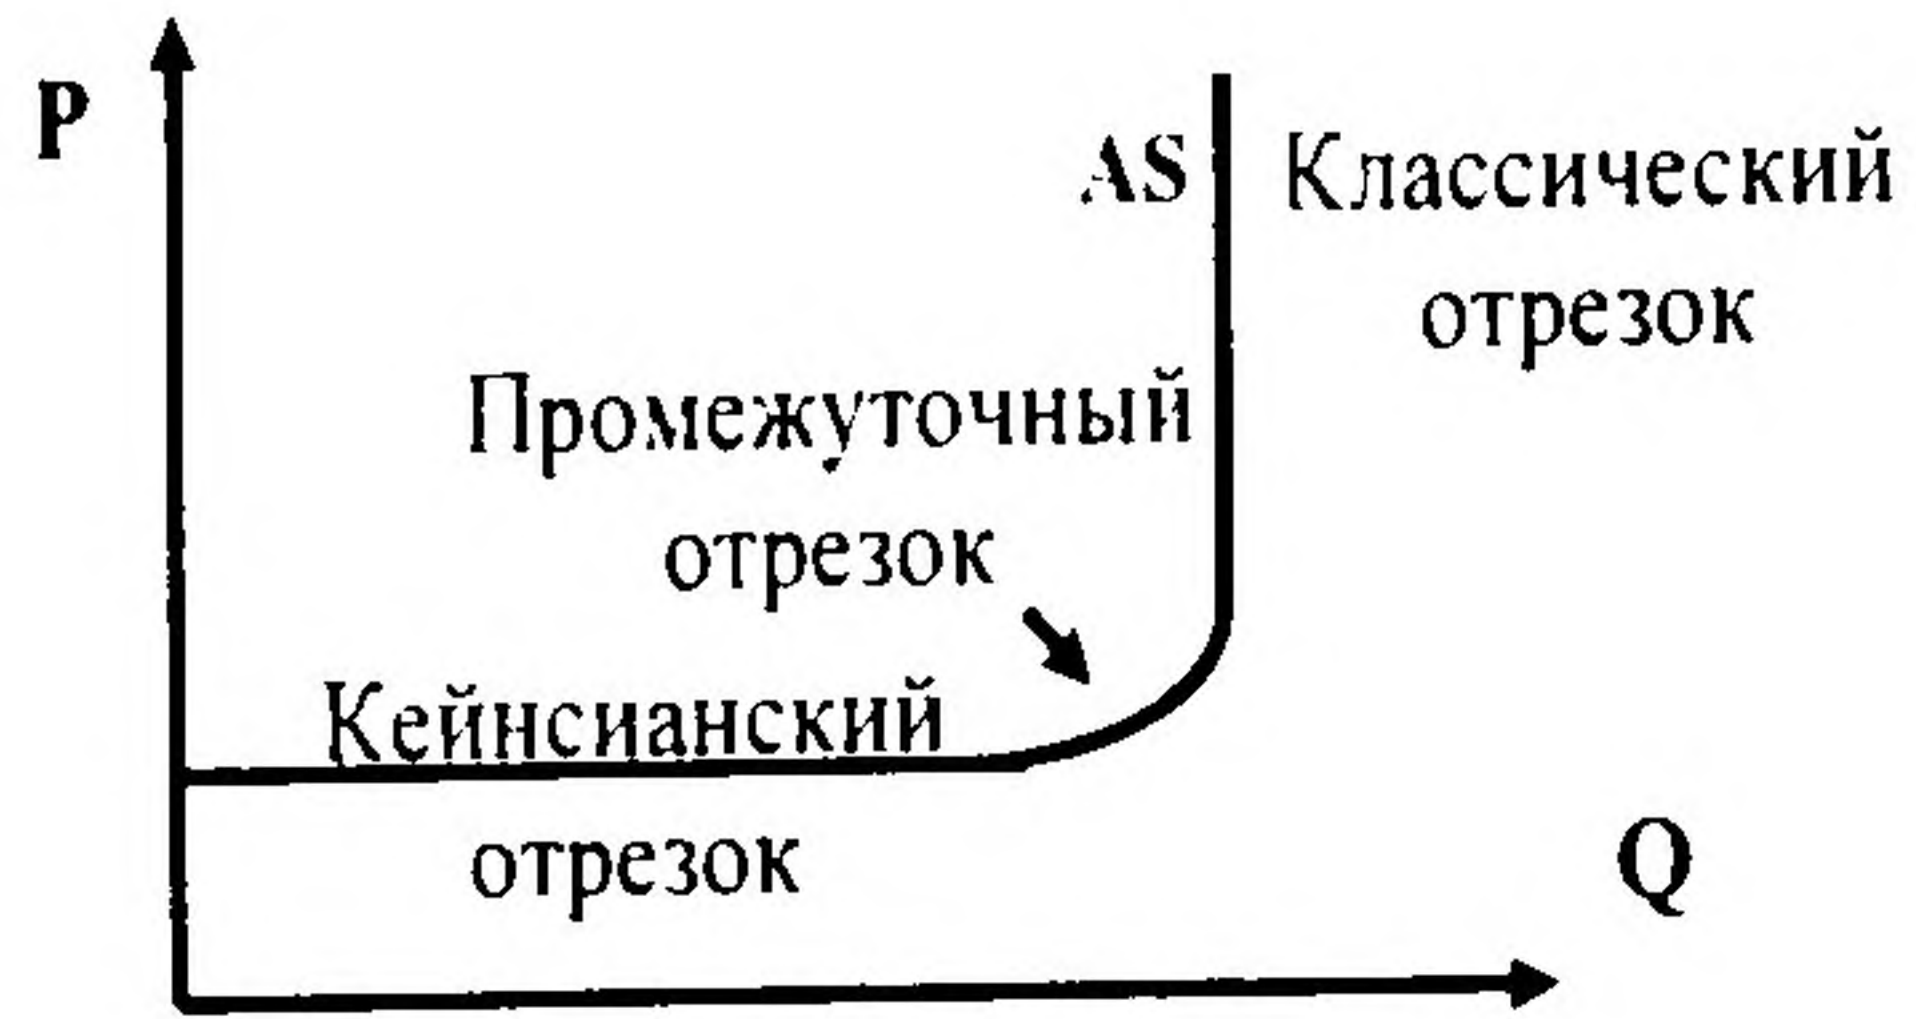 P
AS
Классический
отрезок
Промежуточный
отрезок
Кейнсианский
отрезок
Q